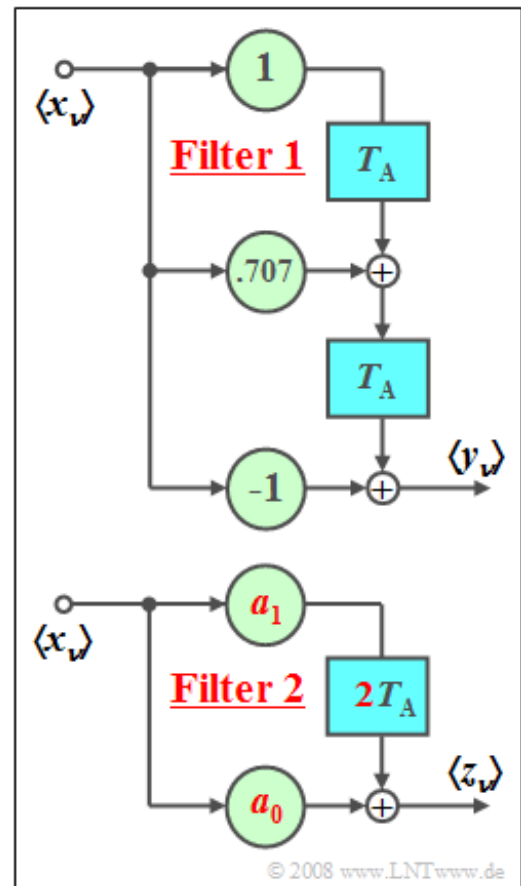 1
⟨xν⟩
Filter 1
TA
.707
+
TA
⟨yν⟩
-1
+
a1
⟨xν⟩
Filter 2
2TA
⟨zν⟩
a0
+
© 2008 www.LNTwww.de